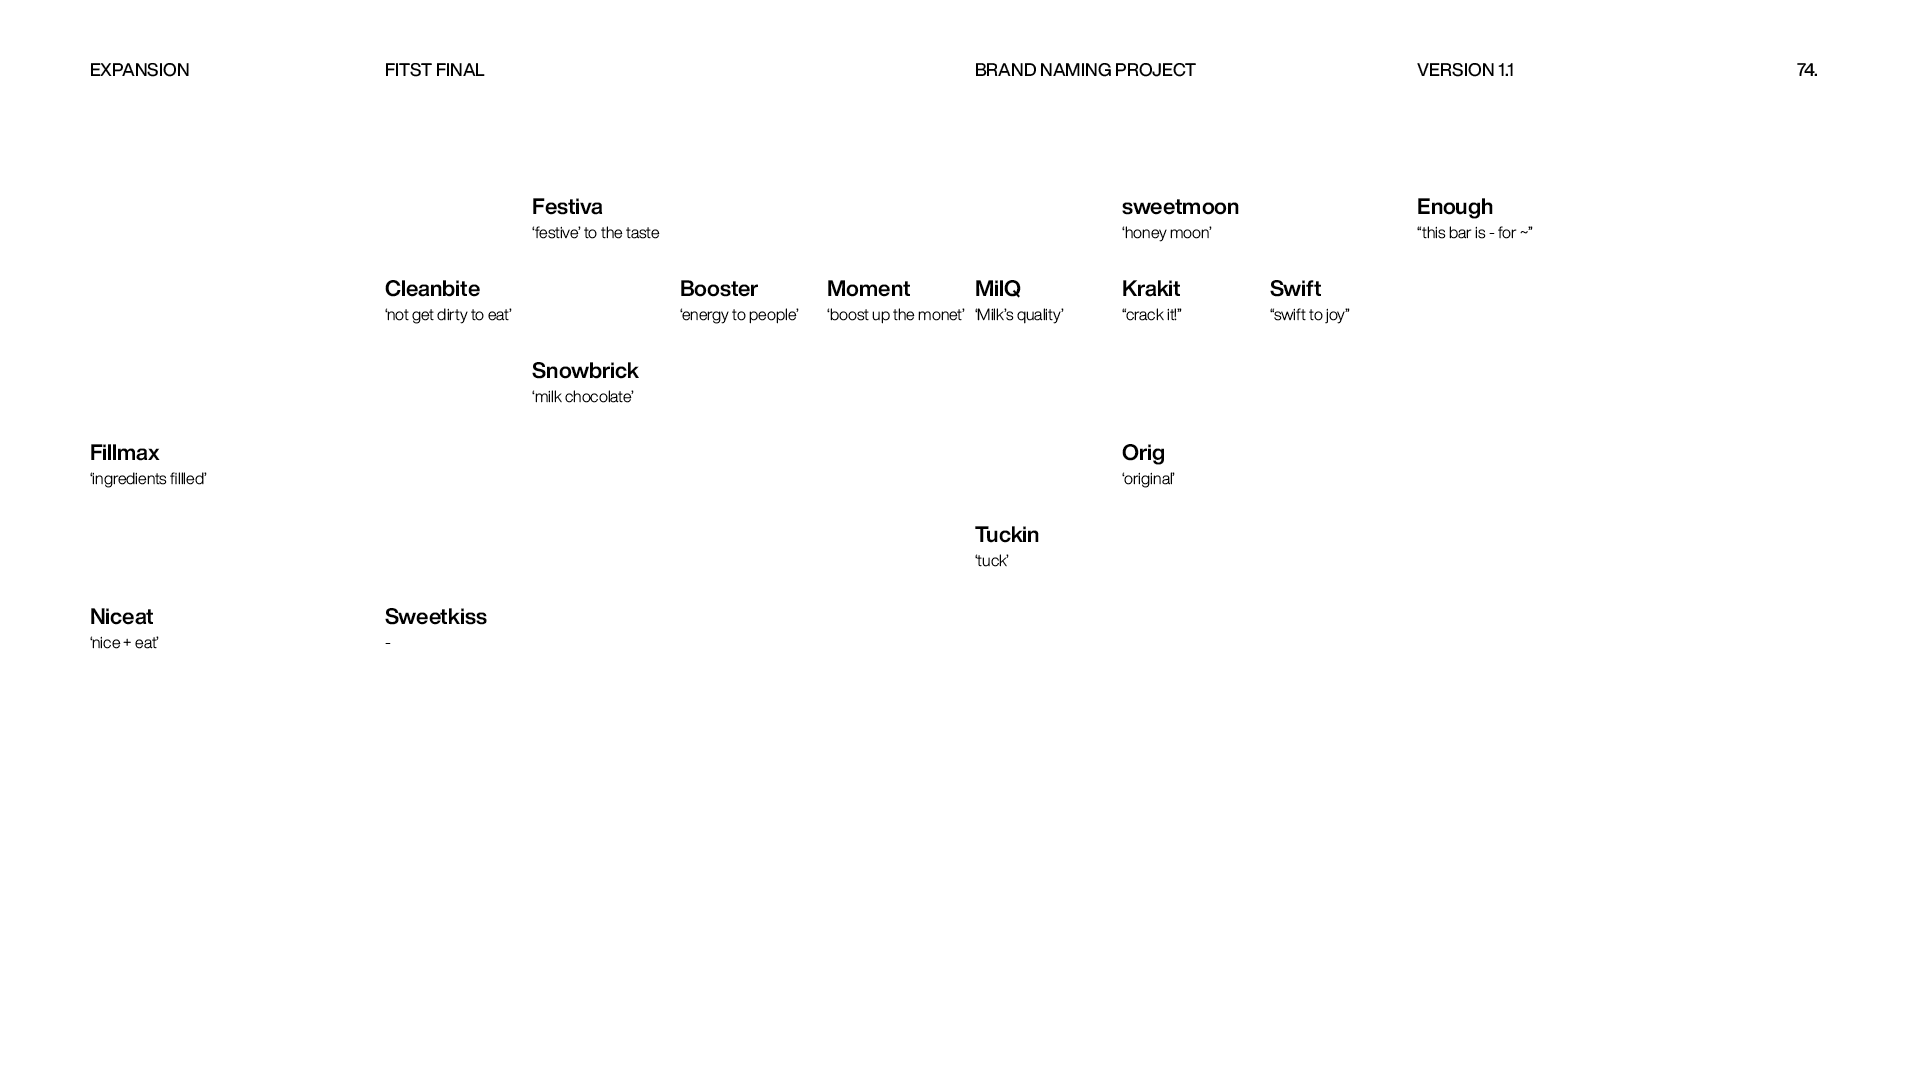 EXPANSION FITST FINAL BRAND NAMING PROJECT VERSION 1.1 74.
Festiva sweetmoon Enough
‘festive’ to the taste ‘honey moon’ “this bar is - for ~”
Cleanbite Booster Moment MilQ Krakit Swift
‘not get dirty to eat’ ‘energy to people’ ‘boost up the monet’ ‘Milk’s quality’ “crack it!” “swift to joy”
Snowbrick
‘milk chocolate’
Fillmax Orig
‘ingredients fillled’ ‘original’
Tuckin
‘tuck’
Niceat Sweetkiss
‘nice + eat’ -